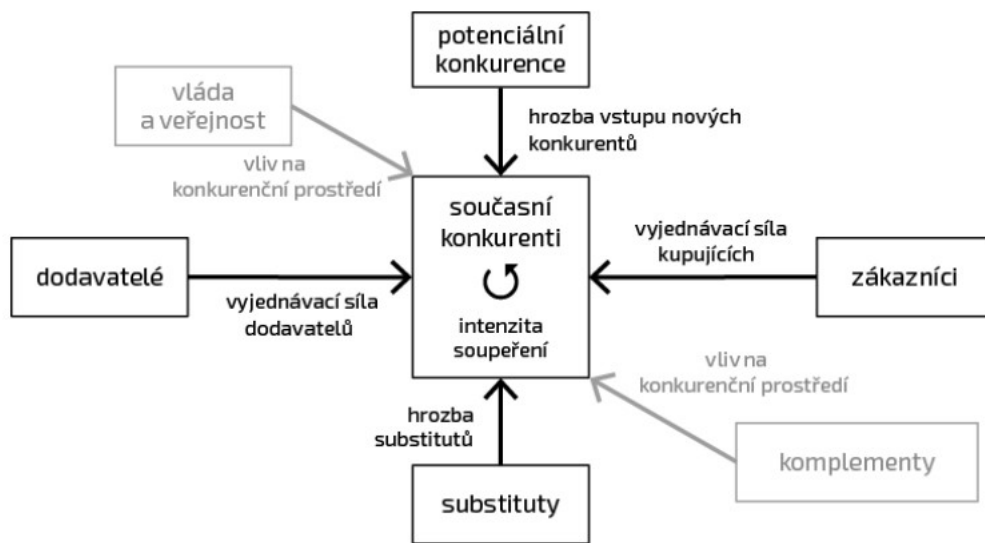 potenciální
konkurence
vláda
a veřejnost
hrozba vstupu nových
konkurentů
vliv na
konkurenční prostředí
současní
konkurenti
vyjednávací síla
kupujících
dodavatelé
zákazníci
vyjednávací síla
dodavatelů
intenzita
soupeření
vliv na
konkurenční prostředí
hrozba
substitutů
komplementy
substituty